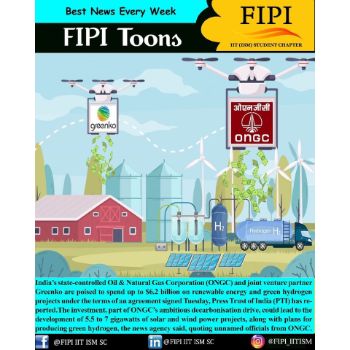 Best News Every Week
FIPI Toons
FIPI
IIT (ISM) STUDENT CHAPTER
greenko
ओएनजीसी
ONGC
H₂
Hydrogen H₂
India's state-controlled Oil & Natural Gas Corporation (ONGC) and joint venture partner
Greenko are poised to spend up to $6.2 billion on renewable energy and green hydrogen
projects under the terms of an agreement signed Tuesday, Press Trust of India (PTI) has re-
ported.The investment, part of ONGC's ambitious decarbonisation drive, could lead to the
development of 5.5 to 7 gigawatts of solar and wind power projects, along with plans for
producing green hydrogen, the news agency said, quoting unnamed officials from ONGC.
@FIPI IIT ISM SC
@FIPI IIT ISM SC
@FIPI IIT ISM SC
@FIPI_IITISM